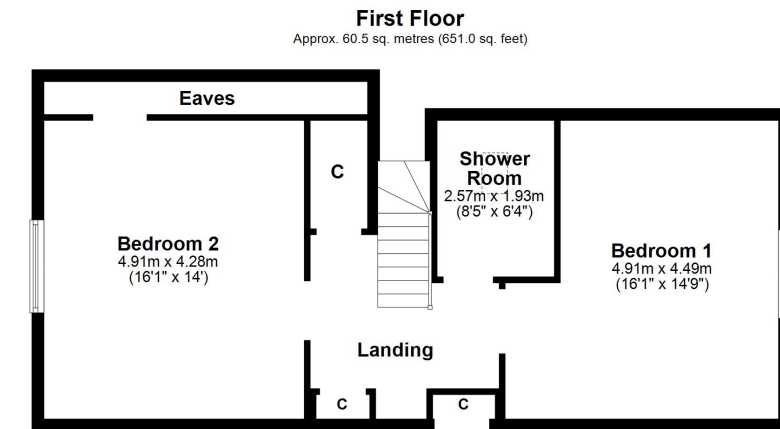 First Floor
Approx. 60.5 sq. metres (651.0 sq. feet)
Eaves
C
Shower
Room
2.57m x 1.93m
(8'5" x 6'4")
Bedroom 2
4.91m x 4.28m
(16'1" x 14')
Bedroom 1
4.91m x 4.49m
(16'1" x 14'9")
Landing
C
C